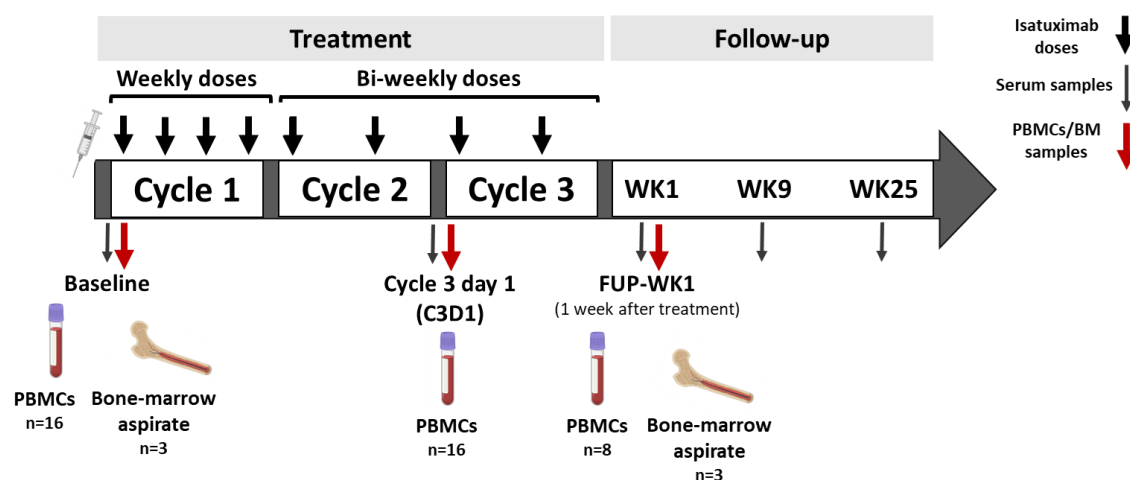 Treatment
Follow-up
Isatuximab
doses
Serum samples
PBMCs/BM
samples
Weekly doses
Bi-weekly doses
Cycle 1
Cycle 2
Cycle 3
WK1
WK9
WK25
Baseline
Cycle 3 day 1
(C3D1)
FUP-WK1
(1 week after treatment)
PBMCs
n=16
Bone-marrow
aspirate
n=3
PBMCs
n=16
PBMCs
n=8
Bone-marrow
aspirate
n=3